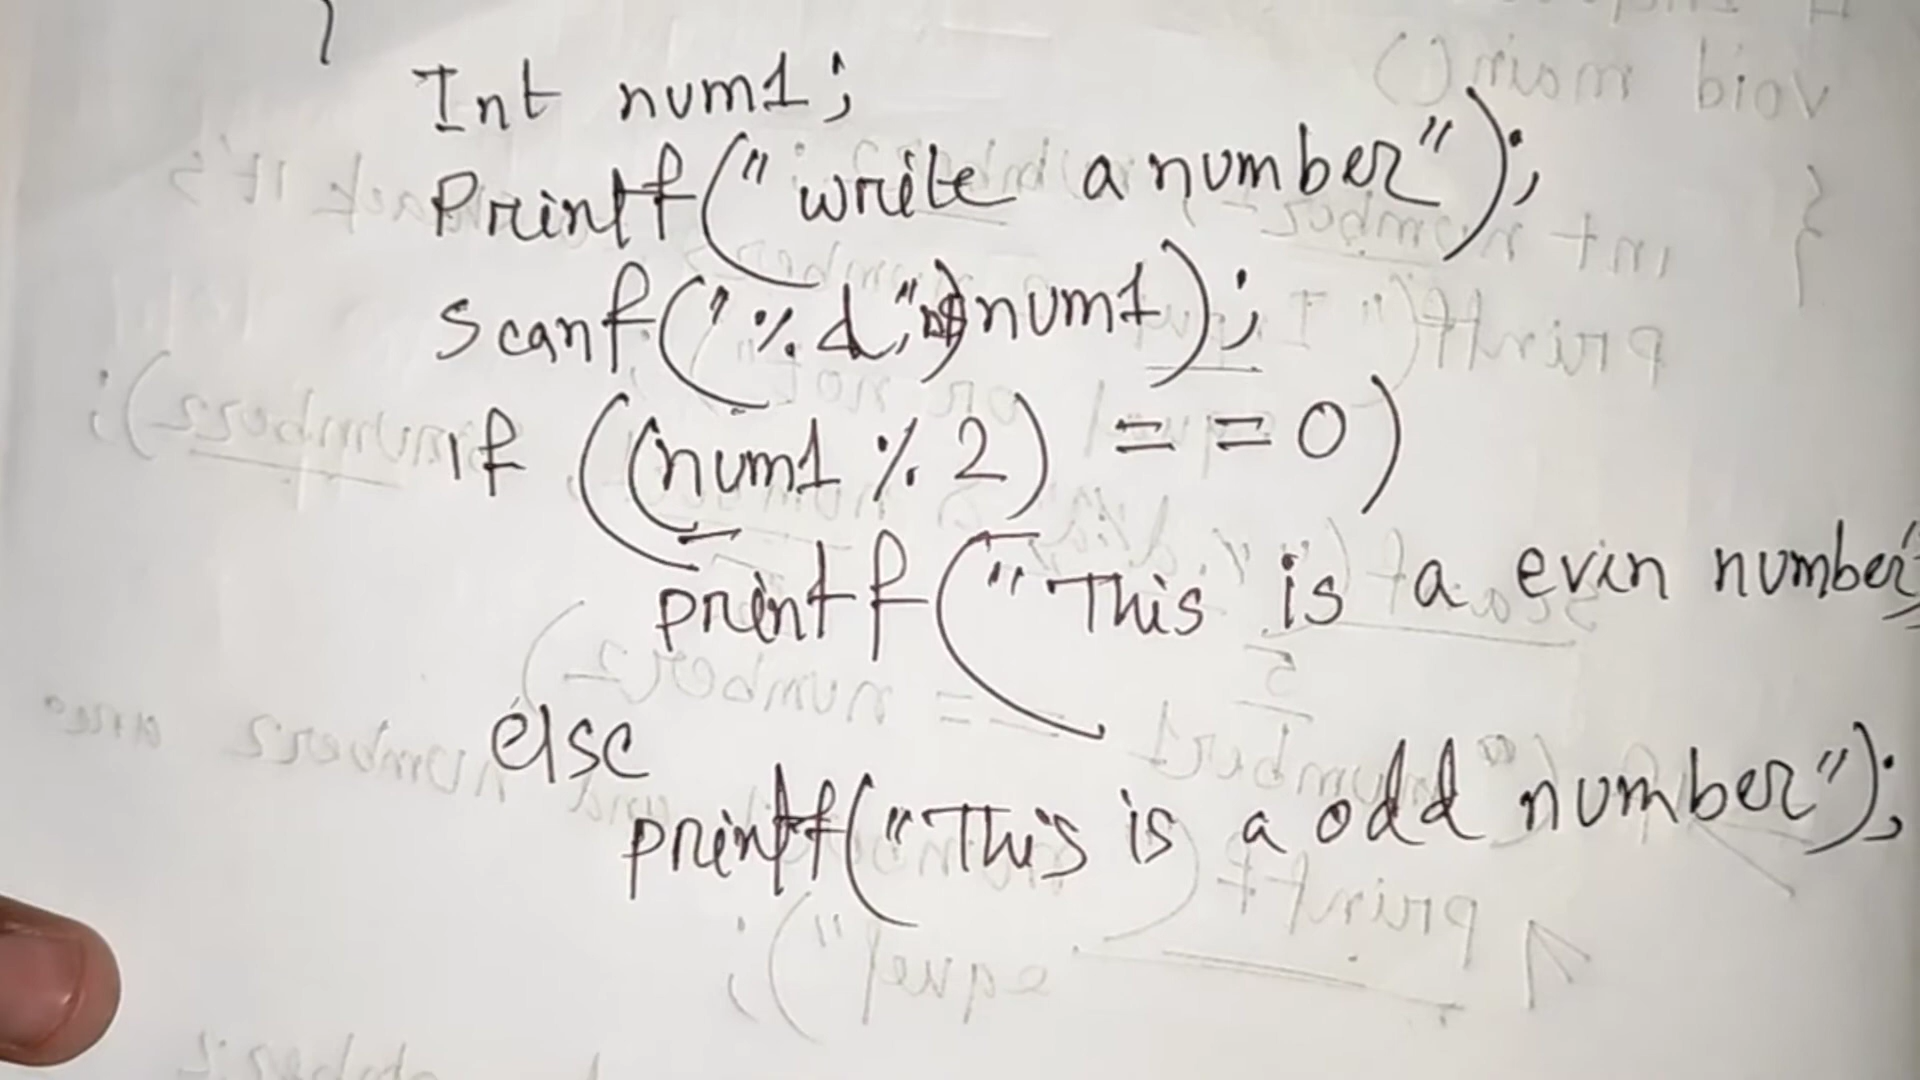 Int num1;
Printf("write a number");
scanf("%d", &num1);
if ((num1 % 2) = = 0)
printf("This is a evin number"
else
printf("This is a odd number");